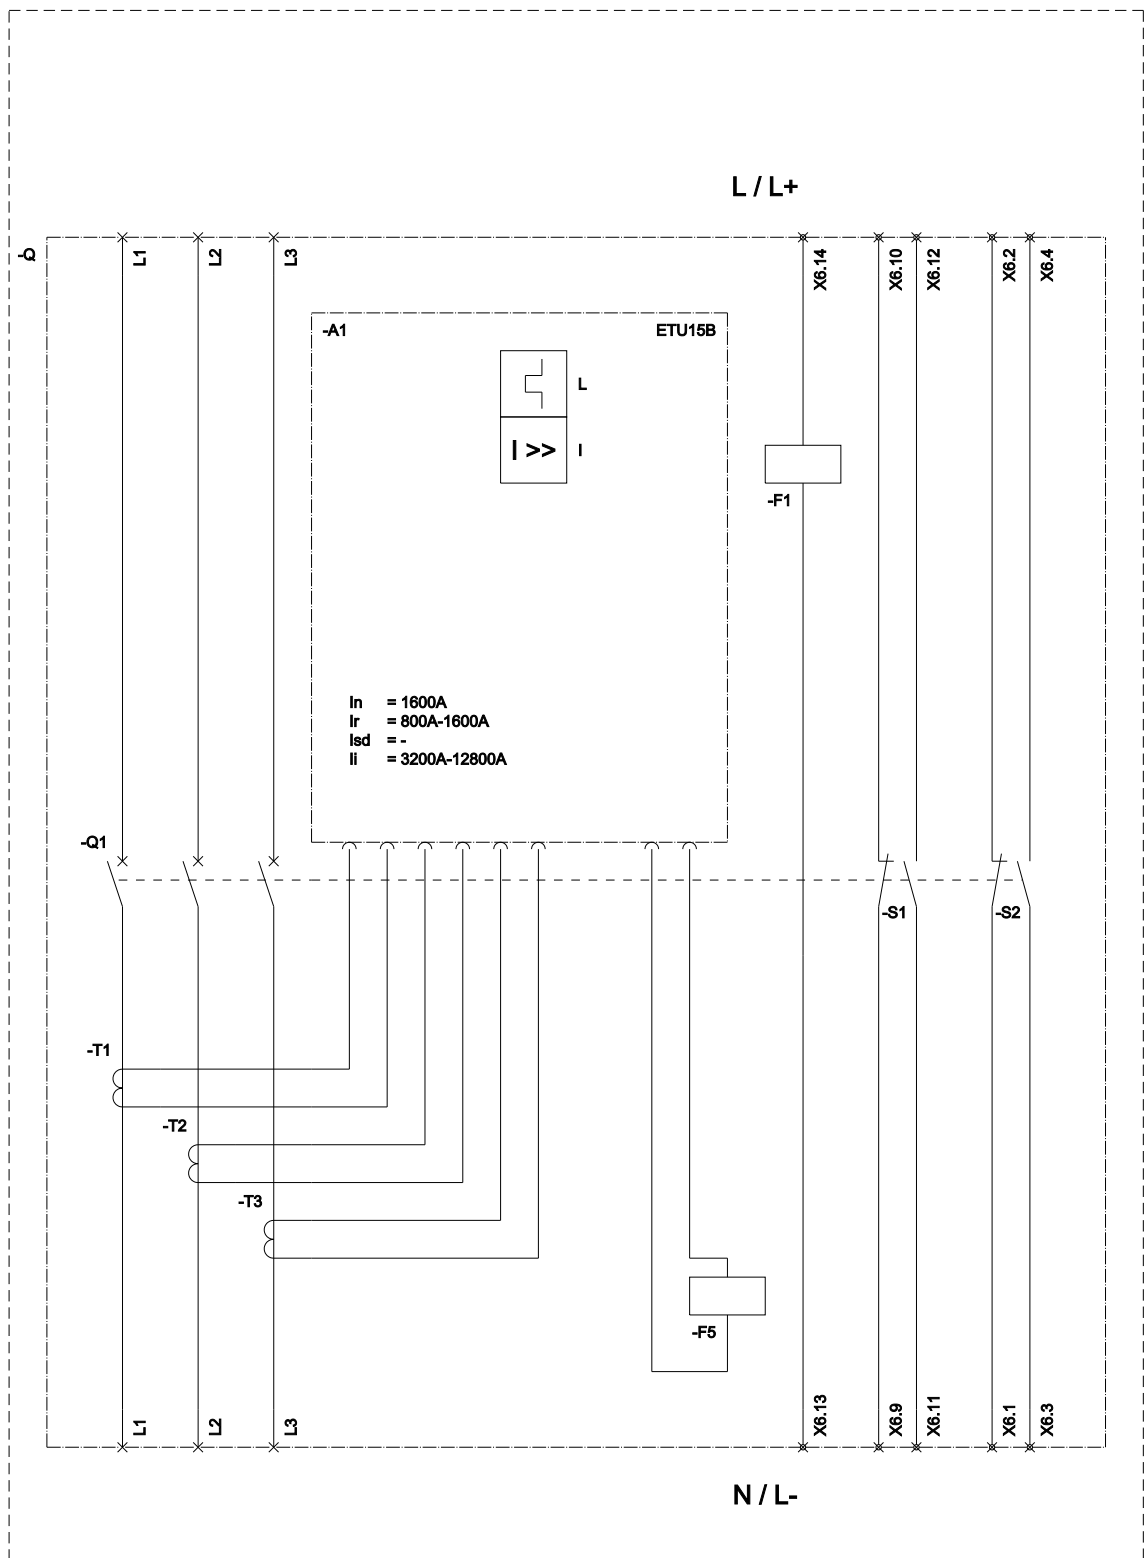 L / L+
-Q
L1
L2
L3
X6.14
X6.10
X6.12
X6.2
X6.4
-A1
ETU15B
L
I >>
I
-F1
In = 1600A
Ir = 800A-1600A
Isd = -
Ii = 3200A-12800A
-Q1
-S1
-S2
-T1
-T2
-T3
-F5
L1
L2
L3
X6.13
X6.9
X6.11
X6.1
X6.3
N / L-